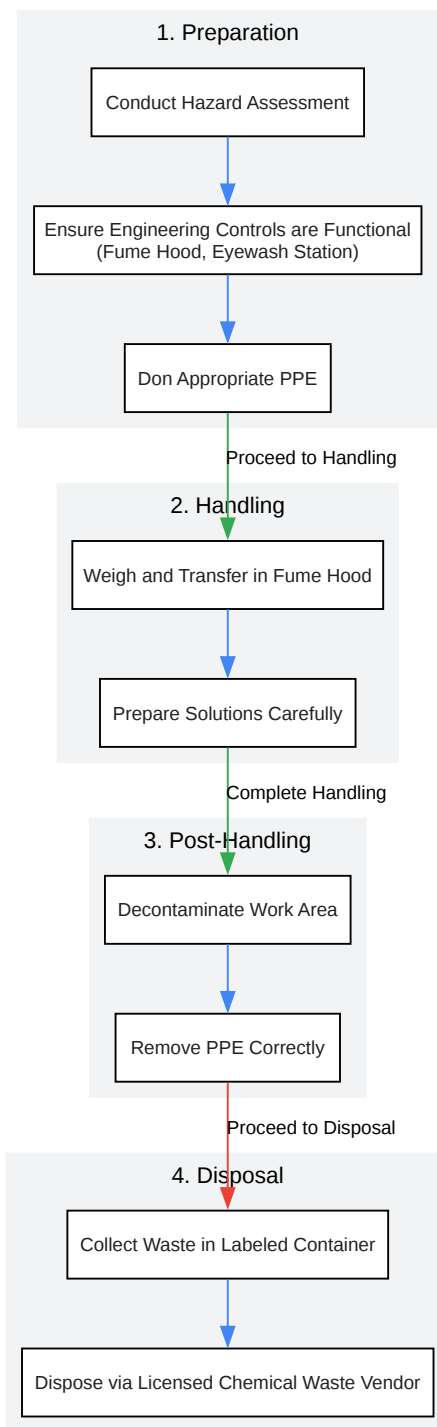 1. Preparation
Conduct Hazard Assessment
Ensure Engineering Controls are Functional
(Fume Hood, Eyewash Station)
Don Appropriate PPE
Proceed to Handling
2. Handling
Weigh and Transfer in Fume Hood
Prepare Solutions Carefully
Complete Handling
3. Post-Handling
Decontaminate Work Area
Remove PPE Correctly
Proceed to Disposal
4. Disposal
Collect Waste in Labeled Container
Dispose via Licensed Chemical Waste Vendor